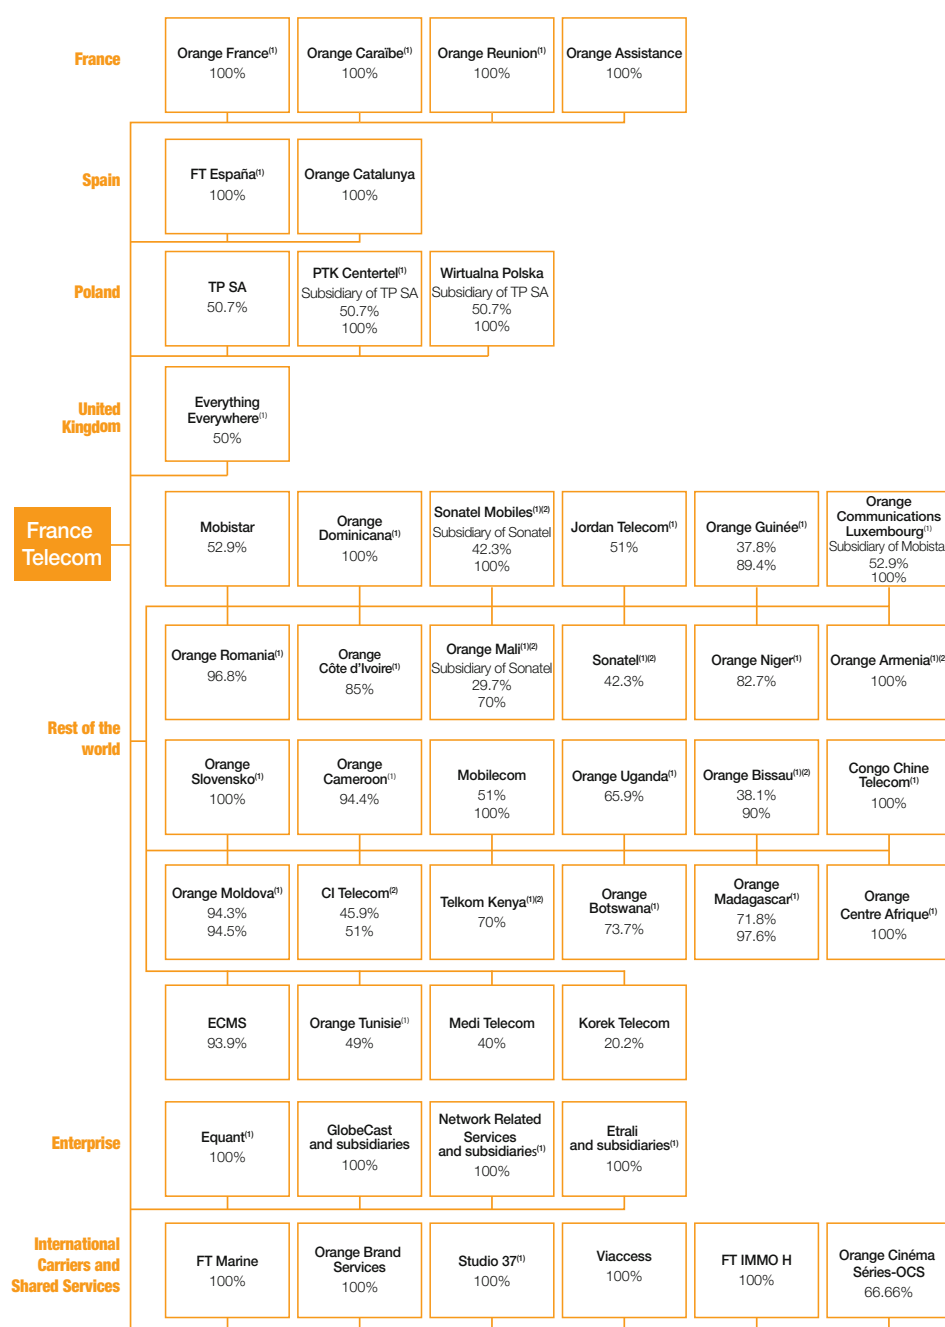 France
Orange France(1)
100%
Orange Caraïbe(1)
100%
Orange Reunion(1)
100%
Orange Assistance
100%
Spain
FT España(1)
100%
Orange Catalunya
100%
Poland
TP SA
50.7%
PTK Centertel(1)
Subsidiary of TP SA
50.7%
100%
Wirtualna Polska
Subsidiary of TP SA
50.7%
100%
United
Kingdom
Everything
Everywhere(1)
50%
France
Telecom
Rest of the
world
Mobistar
52.9%
Orange
Dominicana(1)
100%
Sonatel Mobiles(1)(2)
Subsidiary of Sonatel
42.3%
100%
Jordan Telecom(1)
51%
Orange Guinée(1)
37.8%
89.4%
Orange
Communications
Luxembourg(1)
Subsidiary of Mobista
52.9%
100%
Orange Romania(1)
96.8%
Orange
Côte d'Ivoire(1)
85%
Orange Mali(1)(2)
Subsidiary of Sonatel
29.7%
70%
Sonatel(1)(2)
42.3%
Orange Niger(1)
82.7%
Orange Armenia(1)(2
100%
Orange
Slovensko(1)
100%
Orange
Cameroon(1)
94.4%
Mobilecom
51%
100%
Orange Uganda(1)
65.9%
Orange Bissau(1)(2)
38.1%
90%
Congo Chine
Telecom(1)
100%
Orange Moldova(1)
94.3%
94.5%
CI Telecom(2)
45.9%
51%
Telkom Kenya(1)(2)
70%
Orange
Botswana(1)
73.7%
Orange
Madagascar(1)
71.8%
97.6%
Orange
Centre Afrique(1)
100%
ECMS
93.9%
Orange Tunisie(1)
49%
Medi Telecom
40%
Korek Telecom
20.2%
Enterprise
Equant(1)
100%
GlobeCast
and subsidiaries
100%
Network Related
Services
and subsidiaries(1)
100%
Etrali
and subsidiaries(1)
100%
International
Carriers and
Shared Services
FT Marine
100%
Orange Brand
Services
100%
Studio 37(1)
100%
Viaccess
100%
FT IMMO H
100%
Orange Cinéma
Séries-OCS
66.66%